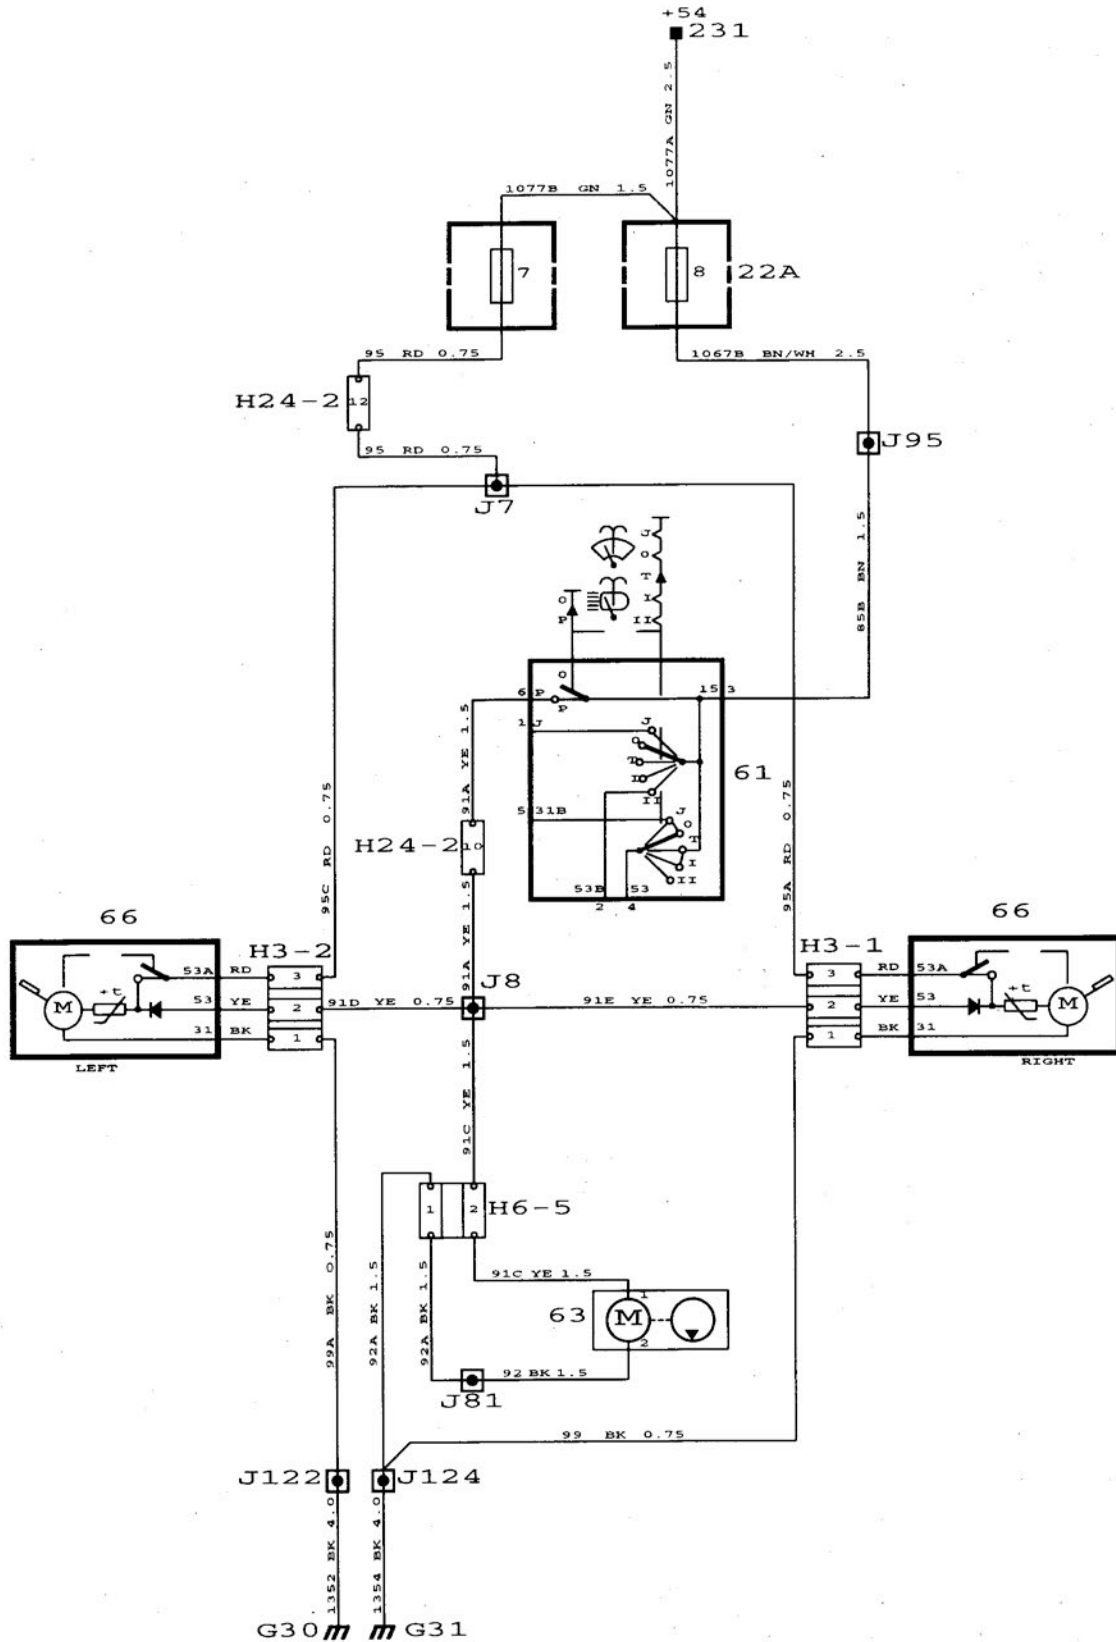 +54
231
1077A GN 2.5
1077B GN 1.5
7
8
22A
95 RD 0.75
1067B BN/WH 2.5
H24-2
12
J95
95 RD 0.75
J7
85B BN 1.5
J
O
T
I
II
O
P
O
6 P
P
15 3
1 J
J
O
T
I
II
61
5 31B
J
O
T
I
II
53B
53
2
4
91A YE 1.5
H24-2
10
91A YE 1.5
95C RD 0.75
95A RD 0.75
66
H3-2
53A RD
3
+t
M
53 YE
2
31 BK
1
LEFT
91D YE 0.75
J8
91E YE 0.75
66
H3-1
3
RD 53A
2
YE 53
1
BK 31
+t
M
RIGHT
91C YE 1.5
1
2
H6-5
91C YE 1.5
63
M
1
2
99A BK 0.75
92A BK 1.5
92A BK 1.5
92 BK 1.5
J81
99 BK 0.75
J122
J124
1352 BK 4.0
1354 BK 4.0
G30
G31